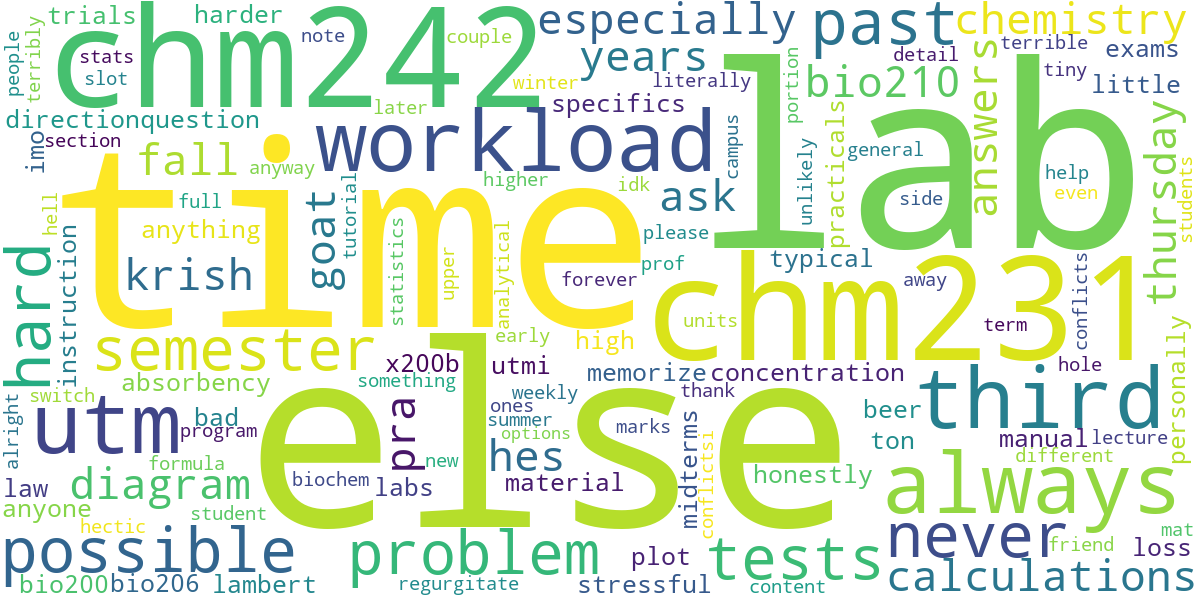 trials
harder
chm242
note
couple
especially
past
chemistry
people
terribly
stats
slot
later
years
winter
literally
detail
terrible
exams
tiny
little
directionquestion
section
imo
workload
specifics
bio210
portion
answers
lab
fall
anyway
time
higher
idk
ask
campus
unlikely
practicals
general
side
help
even
thursday
students
hell
full
anything
goat
tutorial
please
prof
typical
hard
instruction
krish
statistics
upper
analytical
forever
chm231
units
away
term
conflicts
personally
semester
early
high
x200b
utmi
memorize
concentration
hole
absorbency
something
switch
else
weekly
ones
summer
options
thank
third
utm
bad
program
pra
marks
beer
ton
manual
lecture
alright
formula
new
hes
midterms
conflictsi
honestly
different
law
diagram
biochem
labs
material
always
anyone
student
hectic
possible
problem
plot
tests
never
friend
mat
loss
bio200
bio206
lambert
regurgitate
stressful
content
calculations